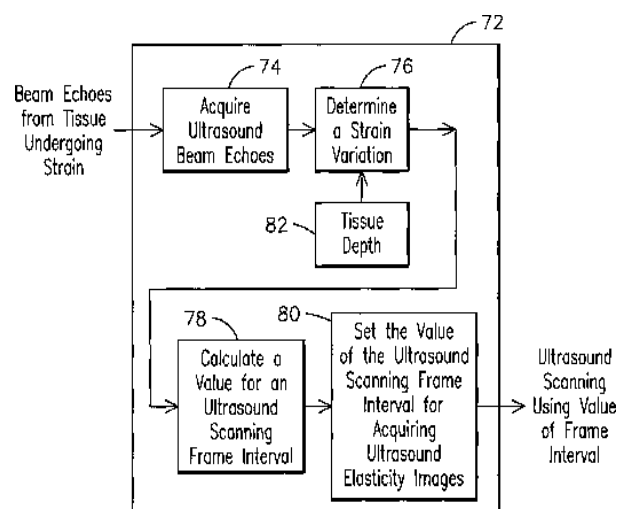 72
74
76
Beam Echoes
from Tissue
Undergoing
Strain
Acquire
Ultrasound
Beam Echoes
Determine
a Strain
Variation
82
Tissue
Depth
78
80
Calculate a
Value for an
Ultrasound
Scanning
Frame Interval
Set the Value
of the Ultrasound
Scanning Frame
Interval for
Acquiring
Ultrasound
Elasticity Images
Ultrasound
Scanning
Using Value
of Frame
Interval